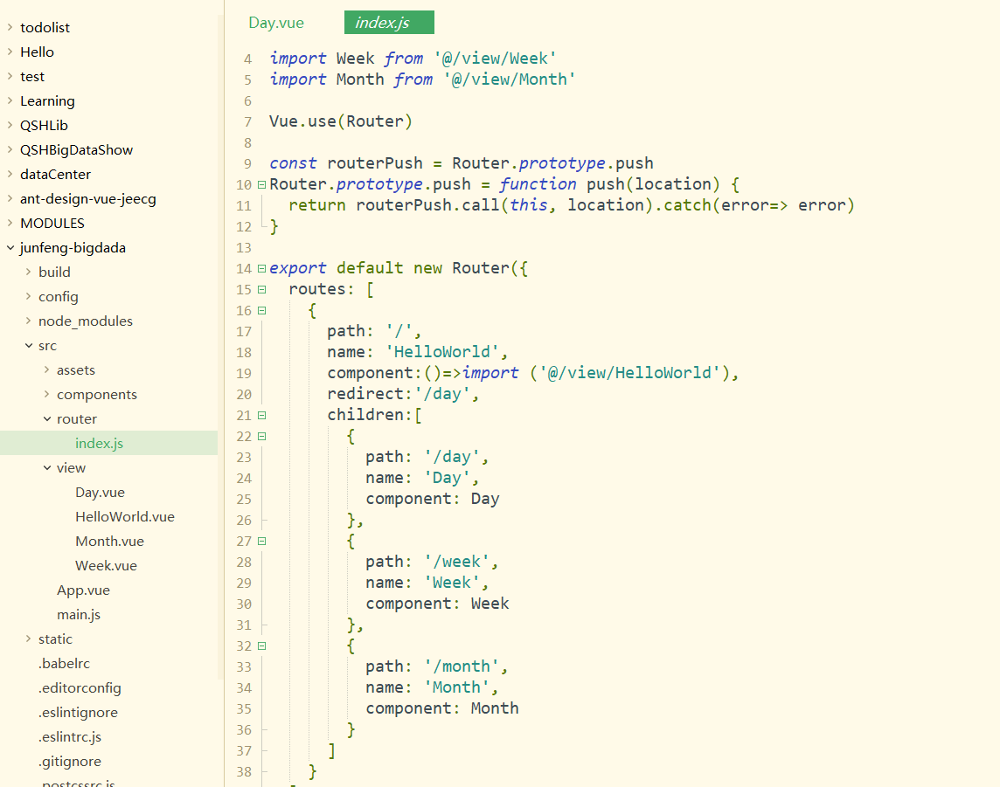 todolist
Hello
test
Learning
QSHLib
QSHBigDataShow
dataCenter
ant-design-vue-jeecg
MODULES
junfeng-bigdada
build
config
node_modules
src
assets
components
router
index.js
view
Day.vue
HelloWorld.vue
Month.vue
Week.vue
App.vue
main.js
static
.babelrc
.editorconfig
.eslintignore
.eslintrc.js
.gitignore
.postcssrc.js
Day.vue index.js
4 import Week from '@/view/Week'
5 import Month from '@/view/Month'
6
7 Vue.use(Router)
8
9 const routerPush = Router.prototype.push
10 Router.prototype.push = function push(location) {
11 return routerPush.call(this, location).catch(error=> error)
12 }
13
14 export default new Router({
15 routes: [
16 {
17 path: '/',
18 name: 'HelloWorld',
19 component:()=>import ('@/view/HelloWorld'),
20 redirect:'/day',
21 children:[
22 {
23 path: '/day',
24 name: 'Day',
25 component: Day
26 },
27 {
28 path: '/week',
29 name: 'Week',
30 component: Week
31 },
32 {
33 path: '/month',
34 name: 'Month',
35 component: Month
36 }
37 ]
38 }